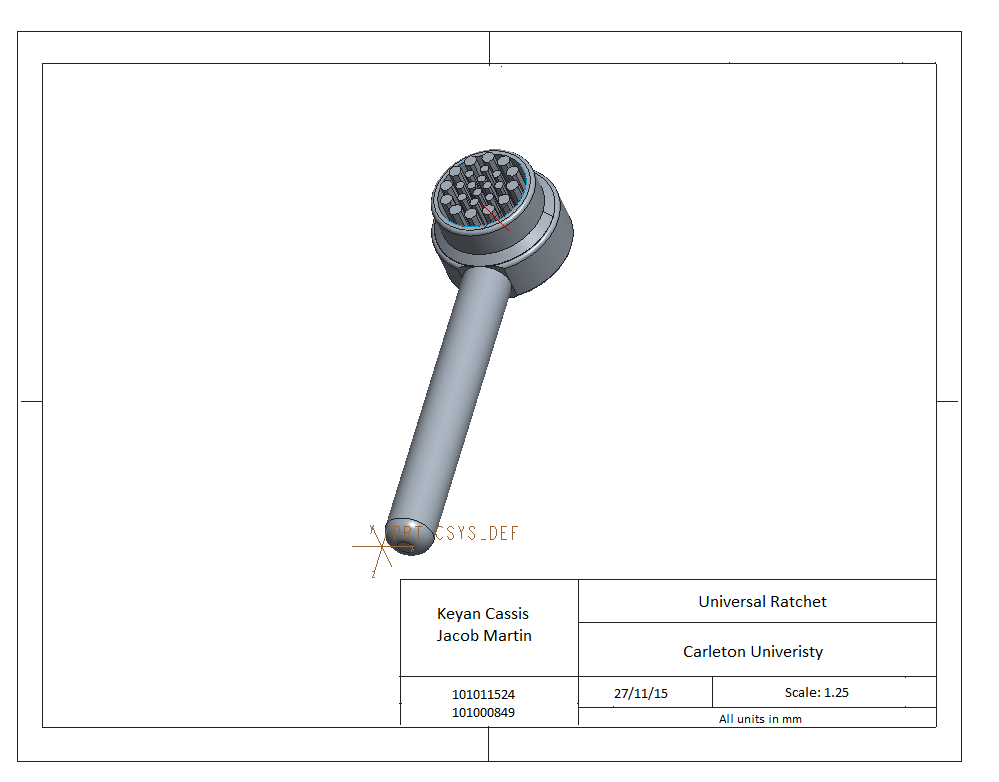 PRT_CSYS_DEF
Y
Z
Keyan Cassis
Jacob Martin
Universal Ratchet
Carleton Univeristy
101011524
101000849
27/11/15
Scale: 1.25
All units in mm